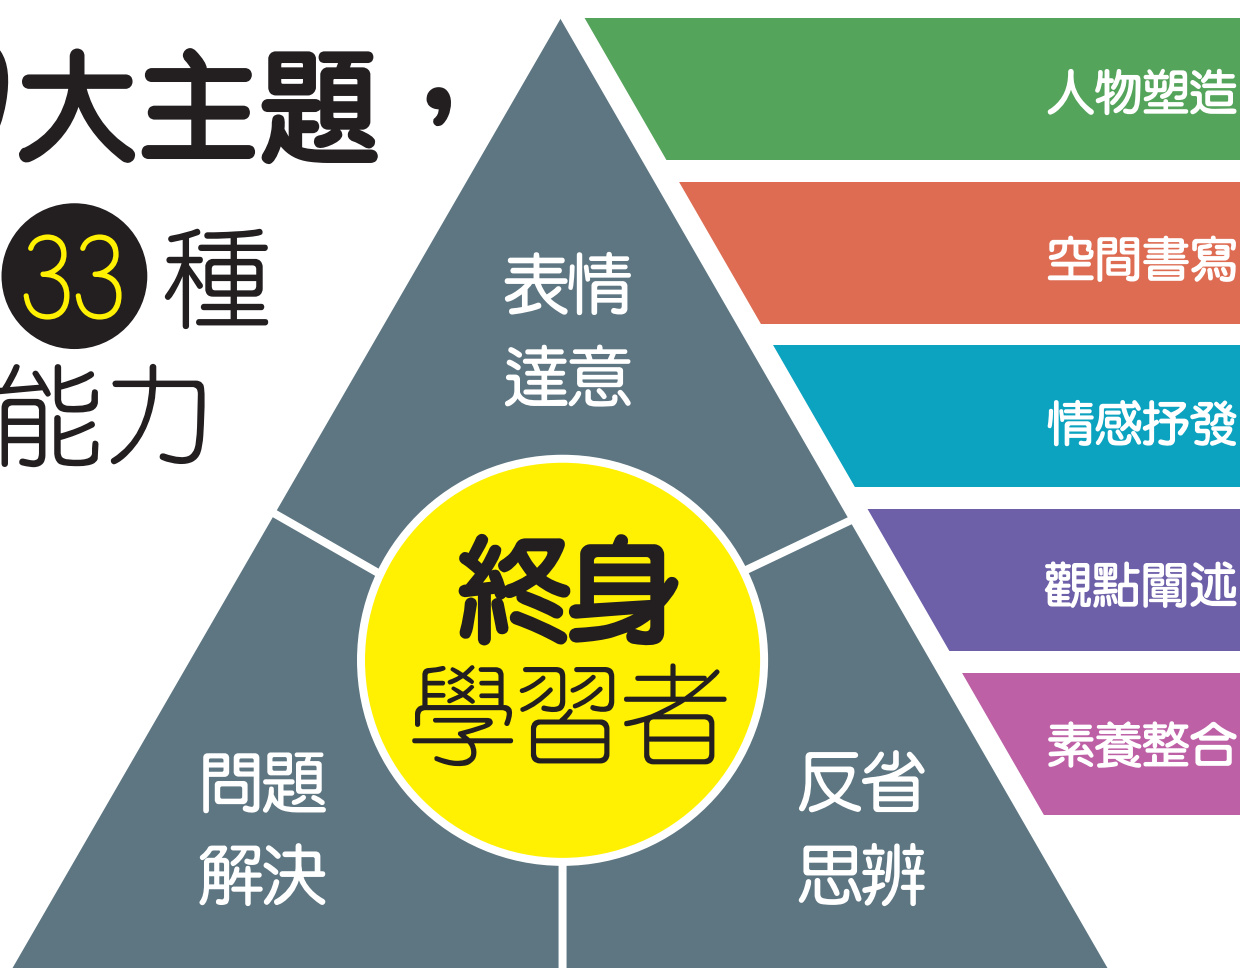 大主題，
33種
能力
表情
達意
終身
學習者
問題
解決
反省
思辨
人物塑造
空間書寫
情感抒發
觀點闡述
素養整合